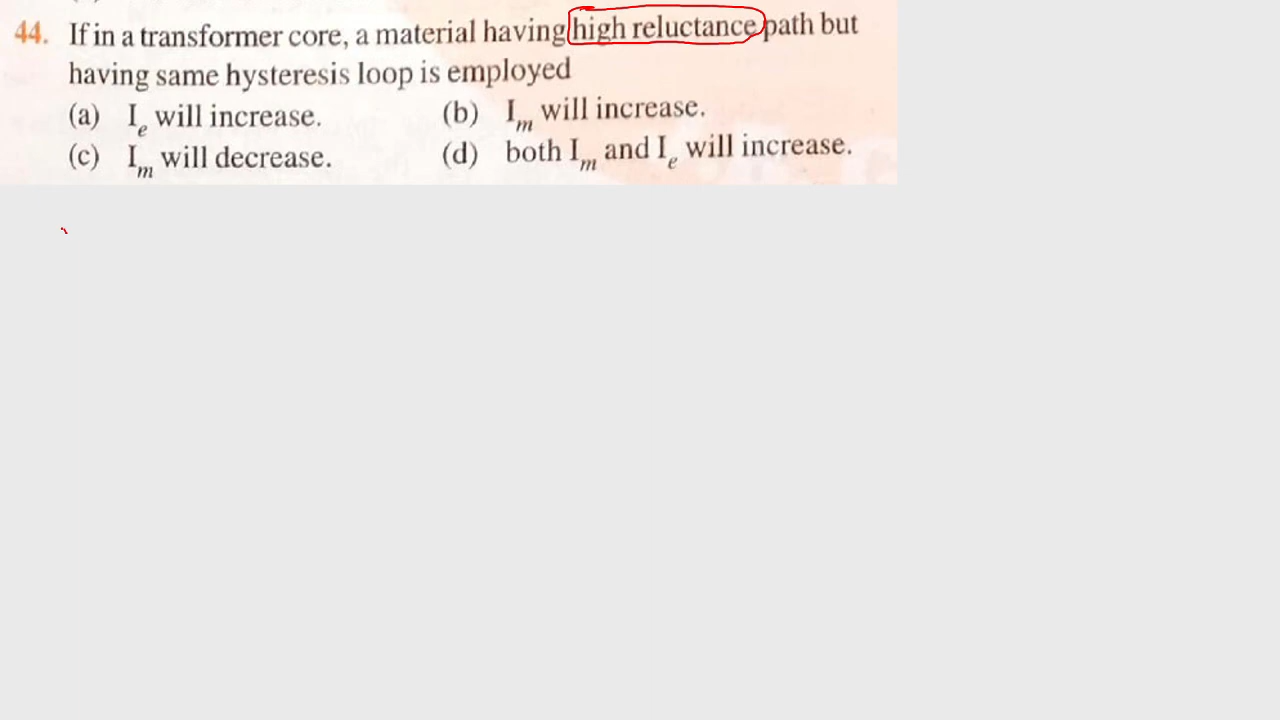 44. If in a transformer core, a material having high reluctance path but
having same hysteresis loop is employed
(a) Ie will increase. (b) Im will increase.
(c) Im will decrease. (d) both Im and Ie will increase.